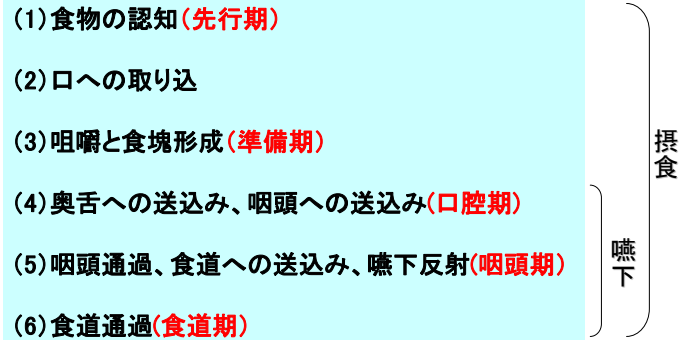 (1)食物の認知(先行期)
(2)口への取り込
(3)咀嚼と食塊形成(準備期)
(4)奥舌への送込み、咽頭への送込み(口腔期)
(5)咽頭通過、食道への送込み、嚥下反射(咽頭期)
(6)食道通過(食道期)
嚥下
摂食